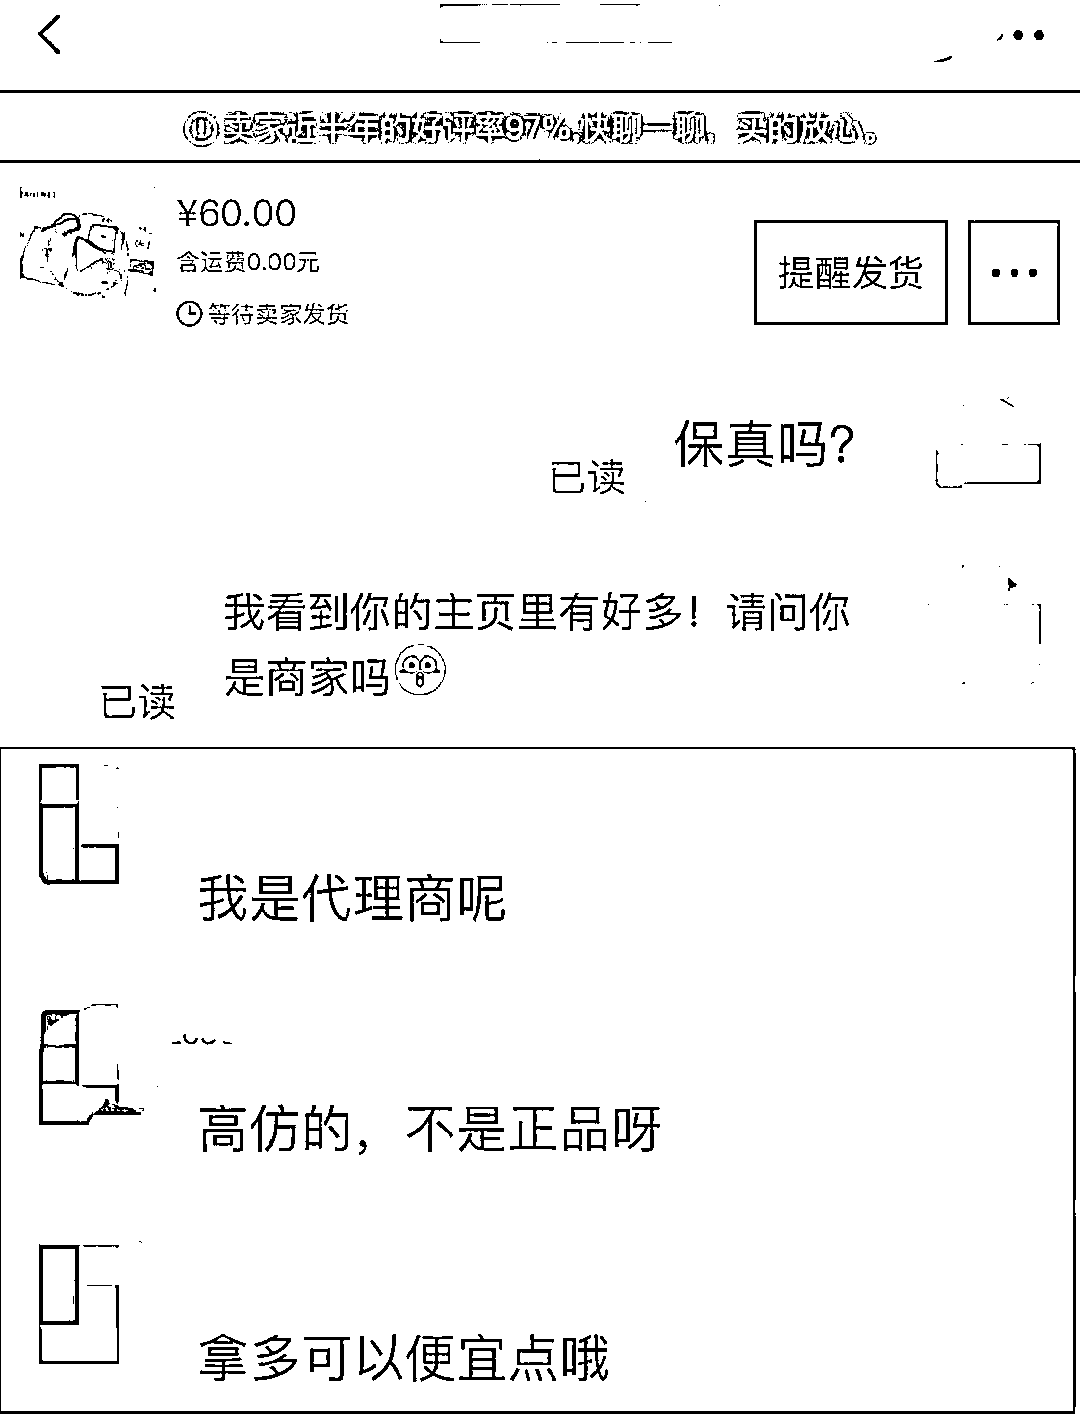 卖家近半年的好评率97%,快聊一聊，买的放心。
¥60.00
含运费0.00元
等待卖家发货
提醒发货
保真吗?
已读
我看到你的主页里有好多！请问你
是商家吗
已读
我是代理商呢
高仿的，不是正品呀
拿多可以便宜点哦